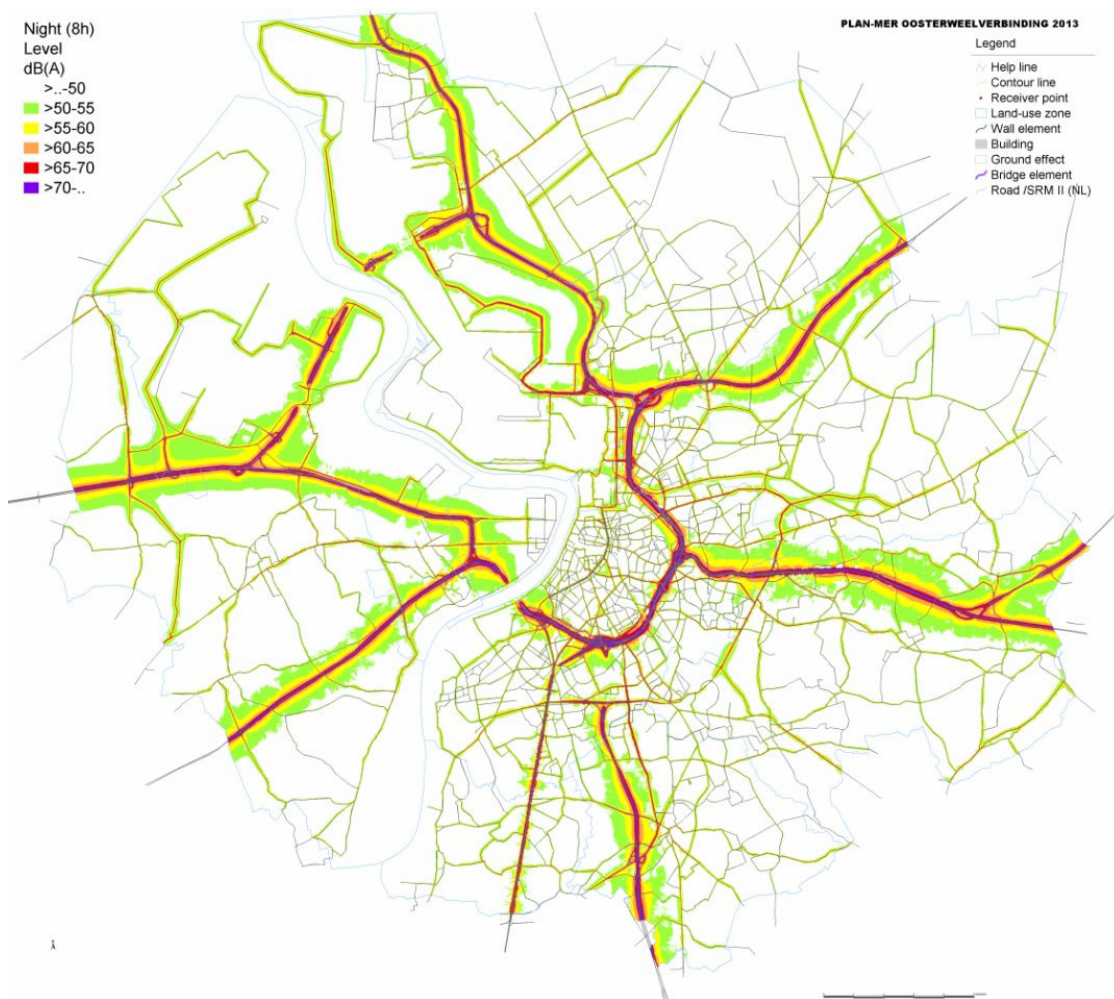 Night (8h)
Level
dB(A)
>..-50
>50-55
>55-60
>60-65
>65-70
>70-..
PLAN-MER OOSTERWEELVERBINDING 2013
Legend
Help line
Contour line
Receiver point
Land-use zone
Wall element
Building
Ground effect
Bridge element
Road /SRM II (NL)